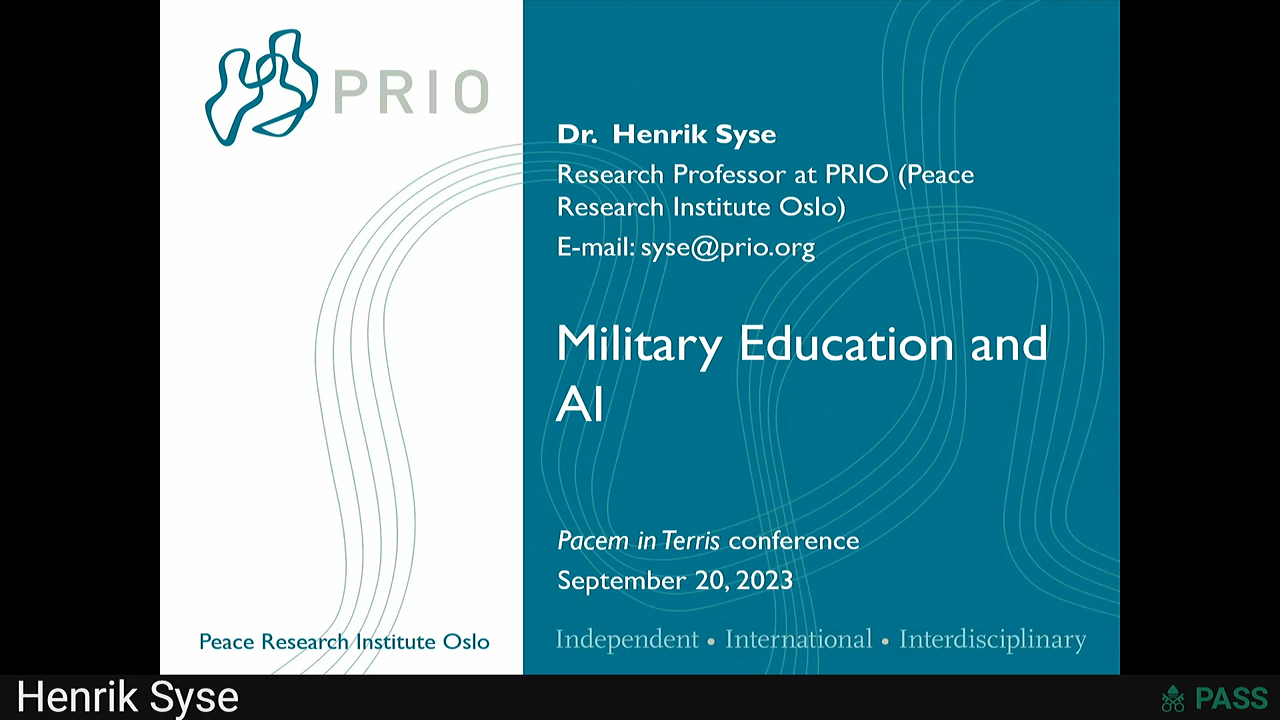 PRIO
Dr. Henrik Syse
Research Professor at PRIO (Peace
Research Institute Oslo)
E-mail: syse@prio.org
Military Education and
AI
Pacem in Terris conference
September 20, 2023
Peace Research Institute Oslo
Independent • International • Interdisciplinary
Henrik Syse
PASS